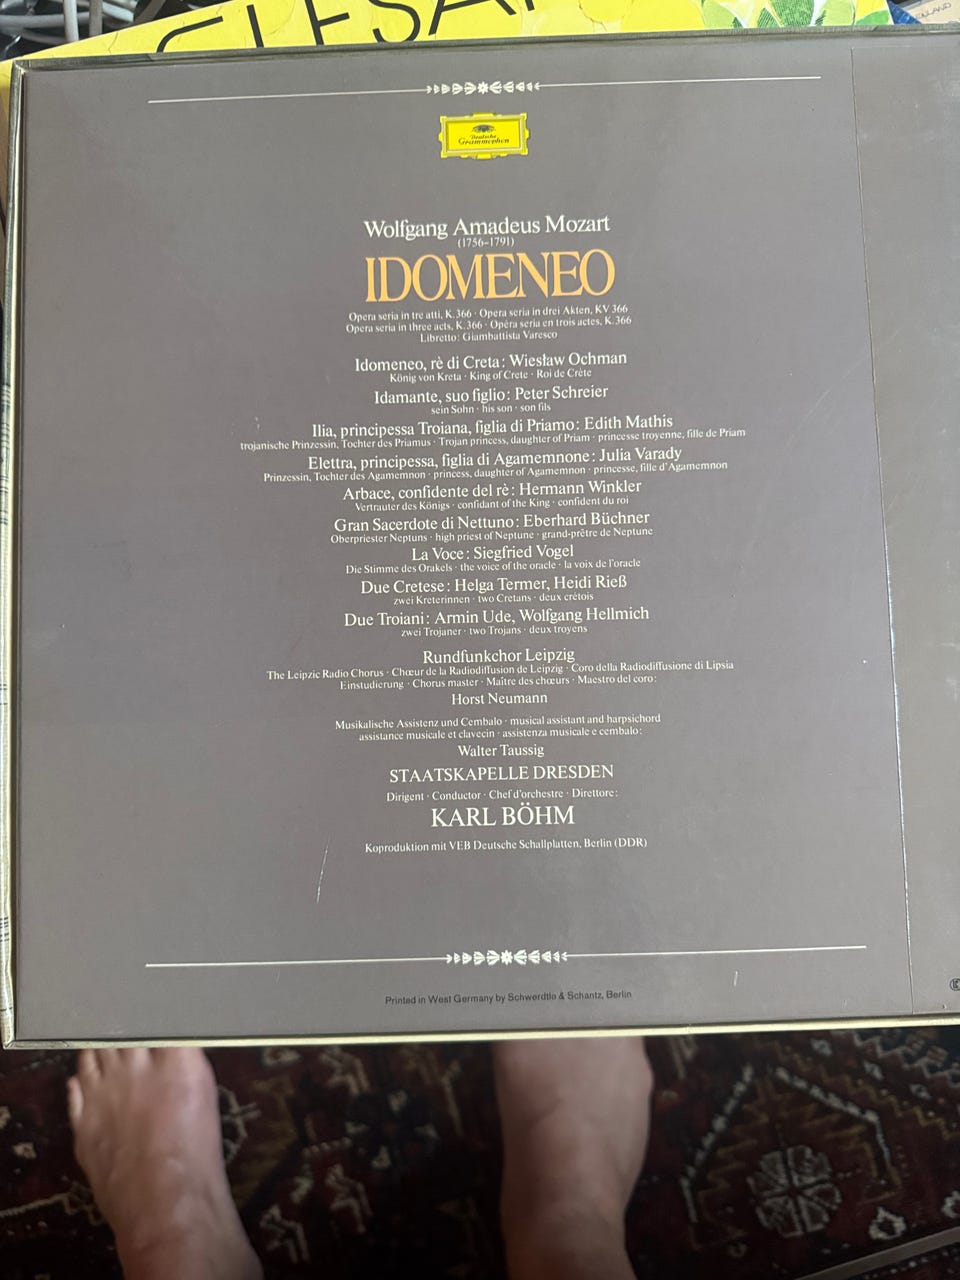 Deutsche
Grammophon
Wolfgang Amadeus Mozart
(1756-1791)
IDOMENEO
Opera seria in tre atti, K. 366 · Opera seria in drei Akten, KV 366
Opera seria in three acts, K. 366 · Opéra seria en trois actes, K. 366
Libretto: Giambattista Varesco
Idomeneo, rè di Creta: Wiesław Ochman
König von Kreta · King of Crete · Roi de Crète
Idamante, suo figlio: Peter Schreier
sein Sohn · his son · son fils
Ilia, principessa Troiana, figlia di Priamo: Edith Mathis
trojanische Prinzessin, Tochter des Priamus · Trojan princess, daughter of Priam · princesse troyenne, fille de Priam
Elettra, principessa, figlia di Agamemnone: Julia Varady
Prinzessin, Tochter des Agamemnon · princess, daughter of Agamemnon · princesse, fille d'Agamemnon
Arbace, confidente del rè: Hermann Winkler
Vertrauter des Königs · confidant of the King · confident du roi
Gran Sacerdote di Nettuno: Eberhard Büchner
Oberpriester Neptuns · high priest of Neptune · grand-prêtre de Neptune
La Voce: Siegfried Vogel
Die Stimme des Orakels · the voice of the oracle · la voix de l'oracle
Due Cretese: Helga Termer, Heidi Rieß
zwei Kreterinnen · two Cretans · deux crétois
Due Troiani: Armin Ude, Wolfgang Hellmich
zwei Trojaner · two Trojans · deux troyens
Rundfunkchor Leipzig
The Leipzic Radio Chorus · Chœur de la Radiodiffusion de Leipzig · Coro della Radiodiffusione di Lipsia
Einstudierung · Chorus master · Maître des chœurs · Maestro del coro:
Horst Neumann
Musikalische Assistenz und Cembalo · musical assistant and harpsichord
assistance musicale et clavecin · assistenza musicale e cembalo:
Walter Taussig
STAATSKAPELLE DRESDEN
Dirigent · Conductor · Chef d'orchestre · Direttore:
KARL BÖHM
Koproduktion mit VEB Deutsche Schallplatten, Berlin (DDR)
Printed in West Germany by Schwerdtle & Schantz, Berlin